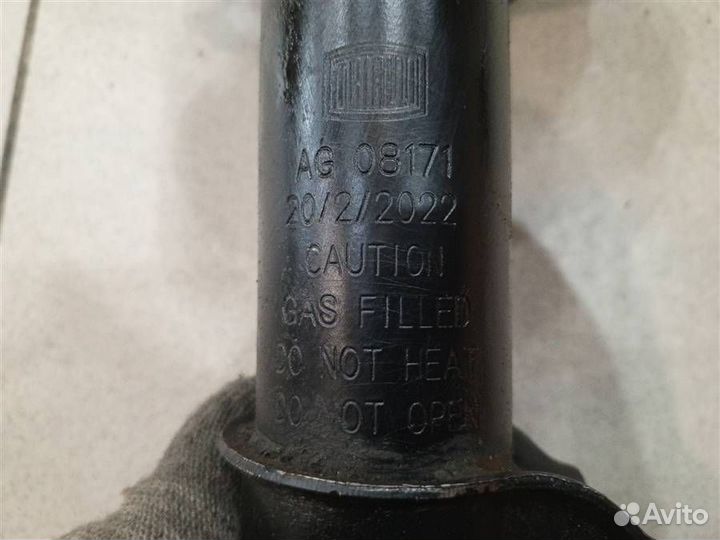 AG 08171
20/2/2022
CAUTION
GAS FILLED
DO NOT HEAT
DO NOT OPEN
Avito